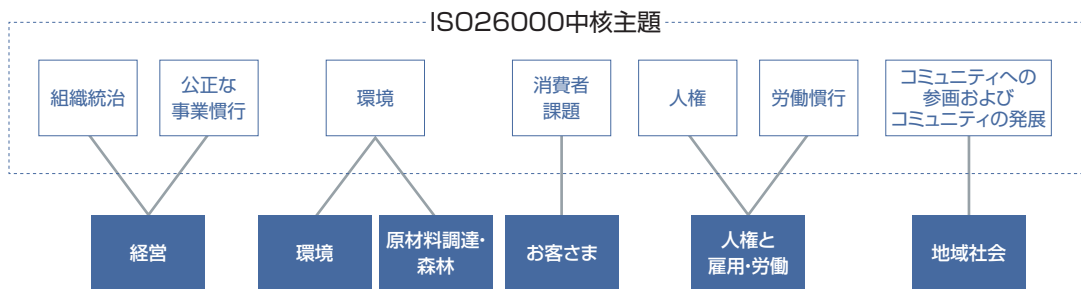 ISO26000中核主題
組織統治
公正な
事業慣行
環境
消費者
課題
人権
労働慣行
コミュニティへの
参画および
コミュニティの発展
経営
環境
原材料調達・
森林
お客さま
人権と
雇用・労働
地域社会